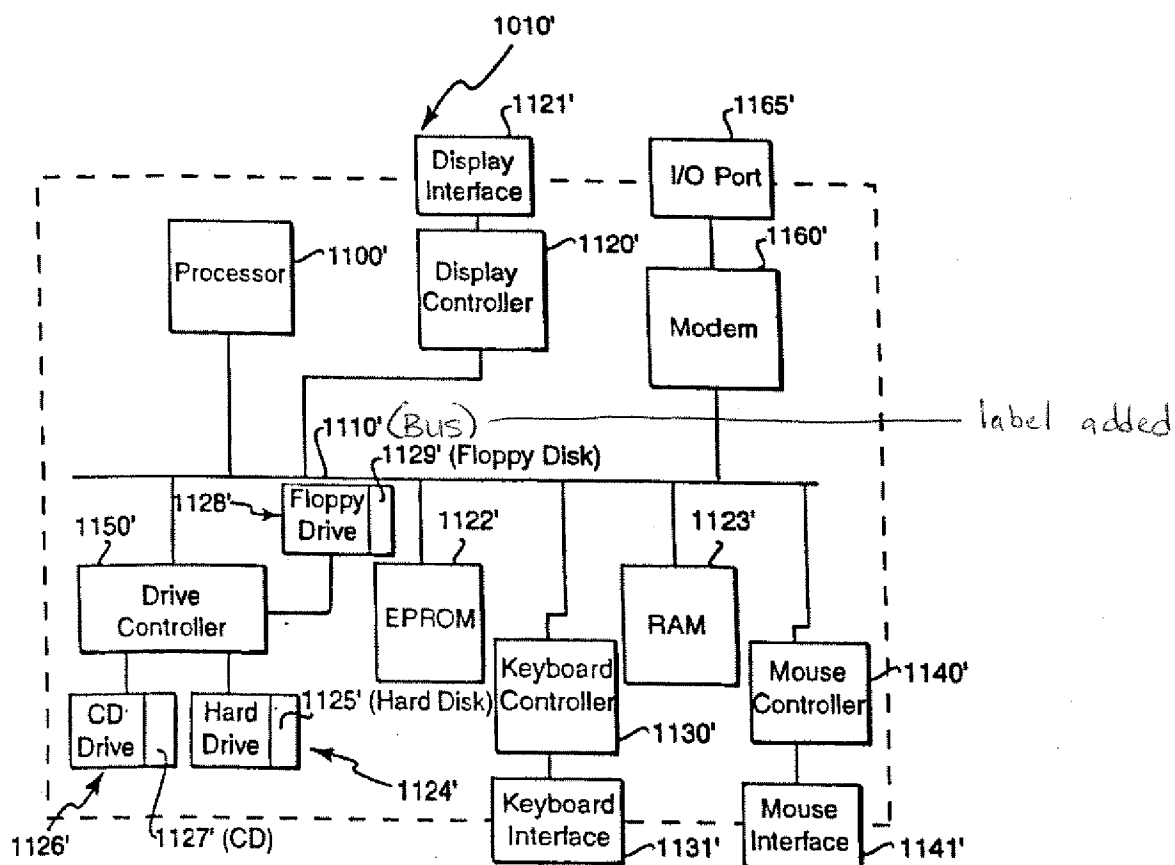 1010'
1121'
1165'
Display
Interface
I/O Port
1100'
1120'
1160'
Processor
Display
Controller
Modem
1110' (Bus) label added
1129' (Floppy Disk)
1128'
Floppy
Drive
1150'
1122'
1123'
Drive
Controller
EPROM
RAM
Keyboard
Controller
Mouse
Controller
1140'
CD
Drive
Hard
Drive
1125' (Hard Disk)
1130'
1124'
1126'
1127' (CD)
Keyboard
Interface
1131'
Mouse
Interface
1141'